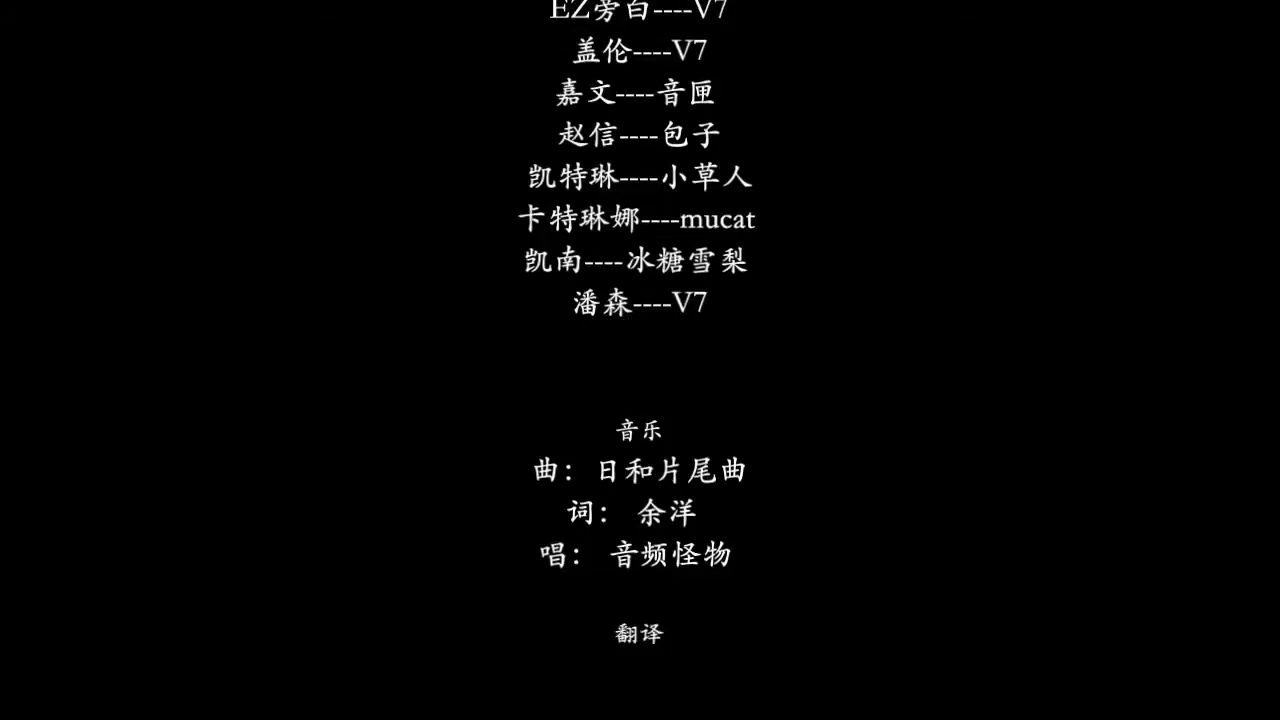 EZ旁白----V7
盖伦----V7
嘉文----音匣
赵信----包子
凯特琳----小草人
卡特琳娜----mucat
凯南----冰糖雪梨
潘森----V7
音乐
曲：日和片尾曲
词： 余洋
唱： 音频怪物
翻译